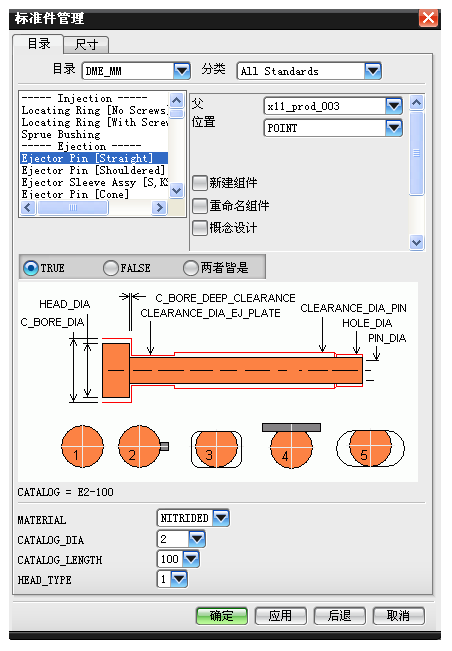 标准件管理
目录 尺寸
目录 DME_MM 分类 All Standards
----- Injection -----
Locating Ring [No Screws]
Locating Ring [With Screw
Sprue Bushing
----- Ejection -----
Ejector Pin [Straight]
Ejector Pin [Shouldered]
Ejector Sleeve Assy [S,KS
Ejector Pin [Cone]
父 x11_prod_003
位置 POINT
新建组件
重命名组件
概念设计
TRUE FALSE 两者皆是
HEAD_DIA
C_BORE_DIA
C_BORE_DEEP_CLEARANCE
CLEARANCE_DIA_EJ_PLATE
CLEARANCE_DIA_PIN
HOLE_DIA
PIN_DIA
1 2 3 4 5
CATALOG = E2-100
MATERIAL NITRIDED
CATALOG_DIA 2
CATALOG_LENGTH 100
HEAD_TYPE 1
确定 应用 后退 取消